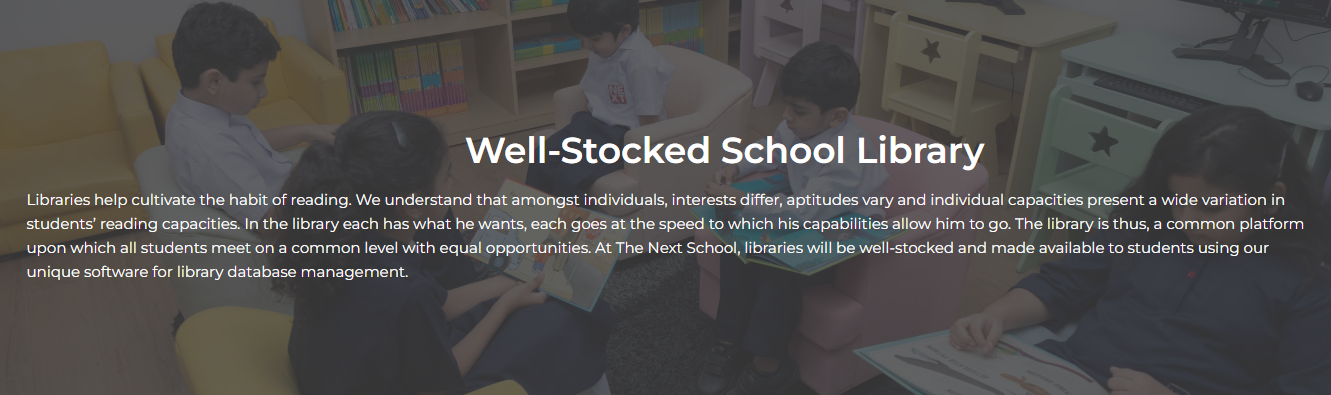 Well-Stocked School Library
Libraries help cultivate the habit of reading. We understand that amongst individuals, interests differ, aptitudes vary and individual capacities present a wide variation in
students’ reading capacities. In the library each has what he wants, each goes at the speed to which his capabilities allow him to go. The library is thus, a common platform
upon which all students meet on a common level with equal opportunities. At The Next School, libraries will be well-stocked and made available to students using our
unique software for library database management.
NE
XT